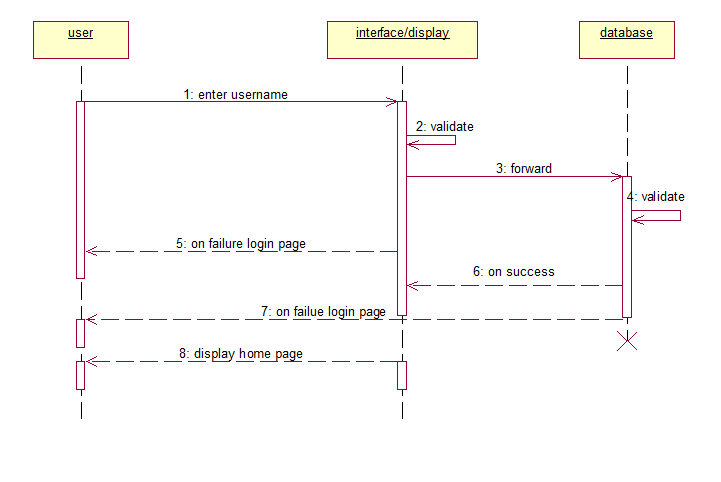 user
interface/display
database
1: enter username
2: validate
3: forward
4: validate
5: on failure login page
6: on success
7: on failue login page
8: display home page